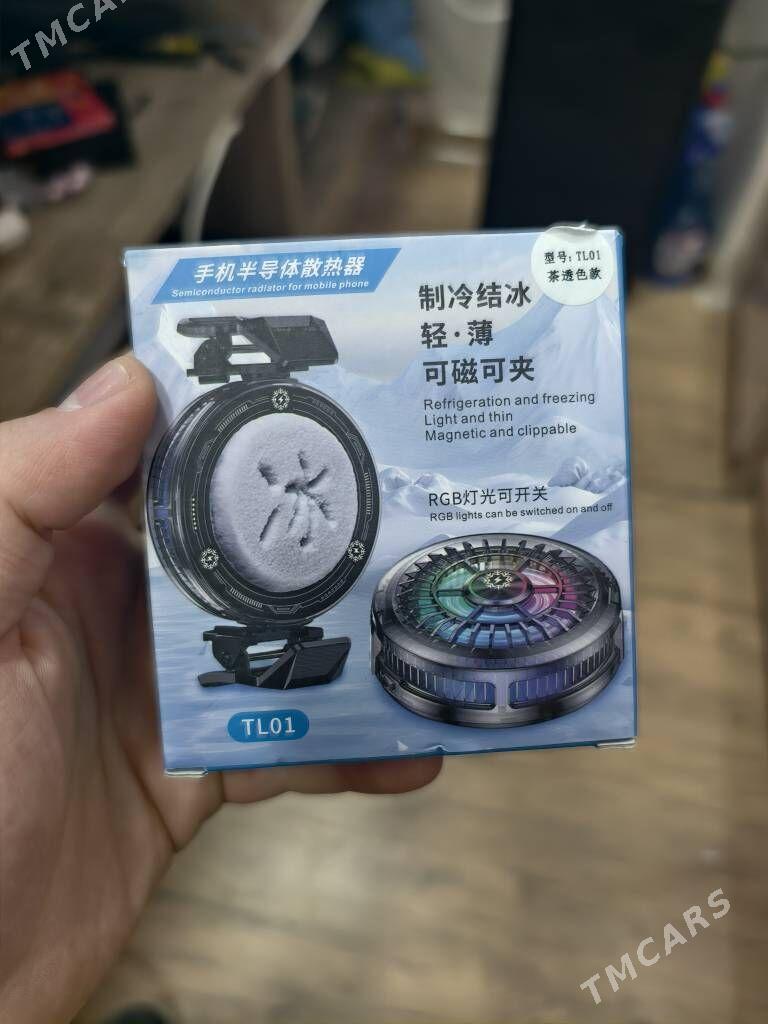 TMCARS
手机半导体散热器
Semiconductor radiator for mobile phone
型号: TL01
茶透色款
制冷结冰
轻·薄
可磁可夹
Refrigeration and freezing
Light and thin
Magnetic and clippable
冰
RGB灯光可开关
RGB lights can be switched on and off
TL01
TMCARS